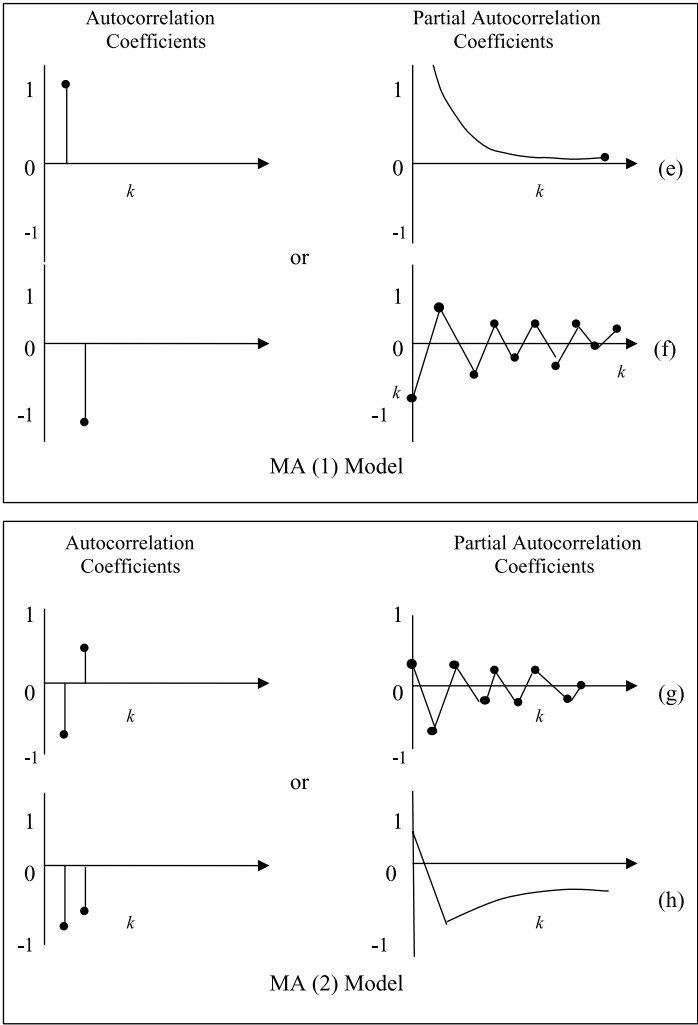 Autocorrelation
Coefficients
Partial Autocorrelation
Coefficients
1
0
-1
k
1
0
-1
k
(e)
or
1
0
-1
1
0
k
-1
k
(f)
MA (1) Model
Autocorrelation
Coefficients
Partial Autocorrelation
Coefficients
1
0
-1
k
1
0
-1
k
(g)
or
1
0
-1
k
1
0
-1
k
(h)
MA (2) Model